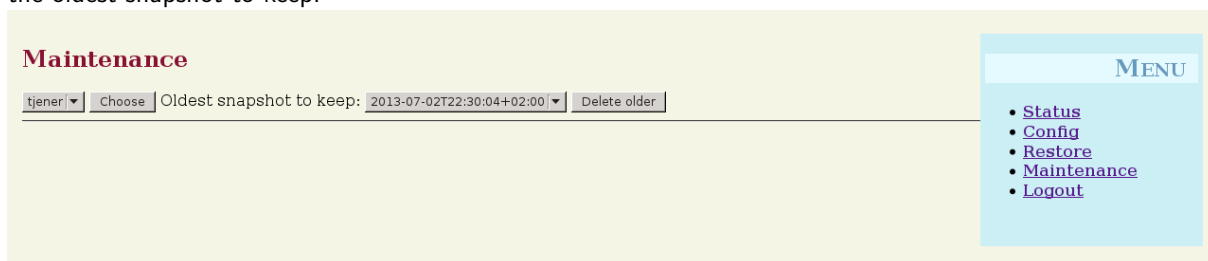 the oldest snapshot to keep.
Maintenance
tjener Choose Oldest snapshot to keep: 2013-07-02T22:30:04+02:00 Delete older
MENU
Status
Config
Restore
Maintenance
Logout